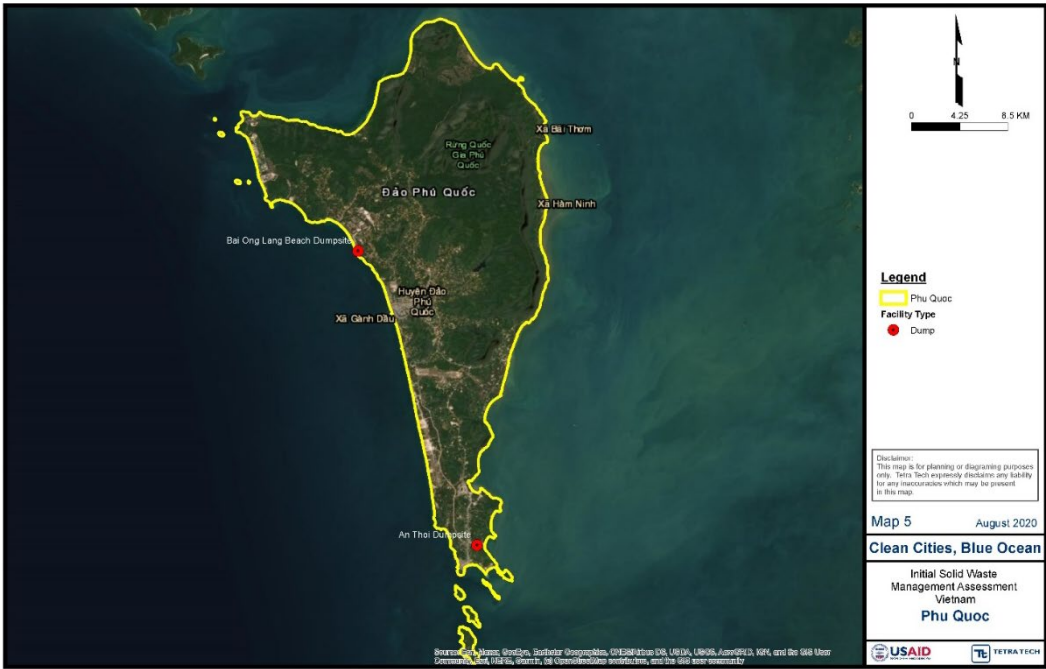 Xã Bãi Thơm
Rừng Quốc
Gia Phú
Quốc
Đảo Phú Quốc
Xã Hàm Ninh
Bai Ong Lang Beach Dumpsite
Huyện Đảo
Phú
Quốc
Xã Gành Dầu
An Thoi Dumpsite
N
0 4.25 8.5 KM
Legend
Phu Quoc
Facility Type
Dump
Disclaimer:
This map is for planning or diagraming purposes
only. Tetra Tech expressly disclaims any liability
for any inaccuracies which may be present
in this map.
Map 5 August 2020
Clean Cities, Blue Ocean
Initial Solid Waste
Management Assessment
Vietnam
Phu Quoc
USAID
TETRA TECH